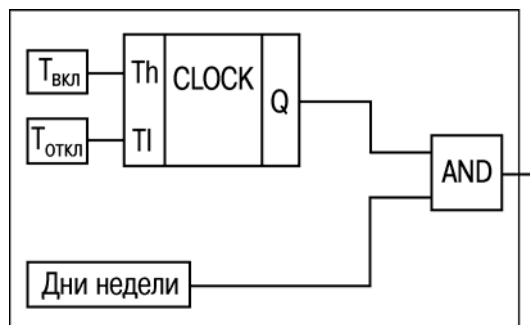 Tвкл
Th
CLOCK
Q
Tоткл
Tl
AND
Дни недели